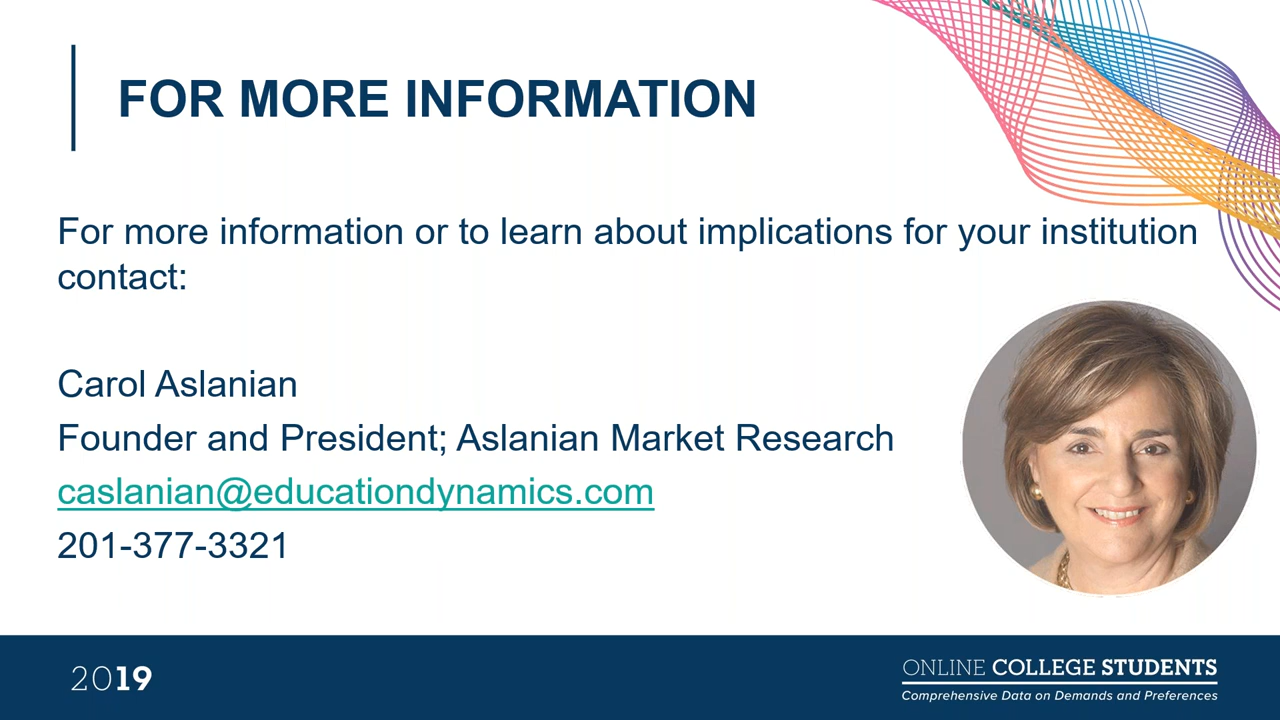 FOR MORE INFORMATION
For more information or to learn about implications for your institution
contact:
Carol Aslanian
Founder and President; Aslanian Market Research
caslanian@educationdynamics.com
201-377-3321
2019
ONLINE COLLEGE STUDENTS
Comprehensive Data on Demands and Preferences